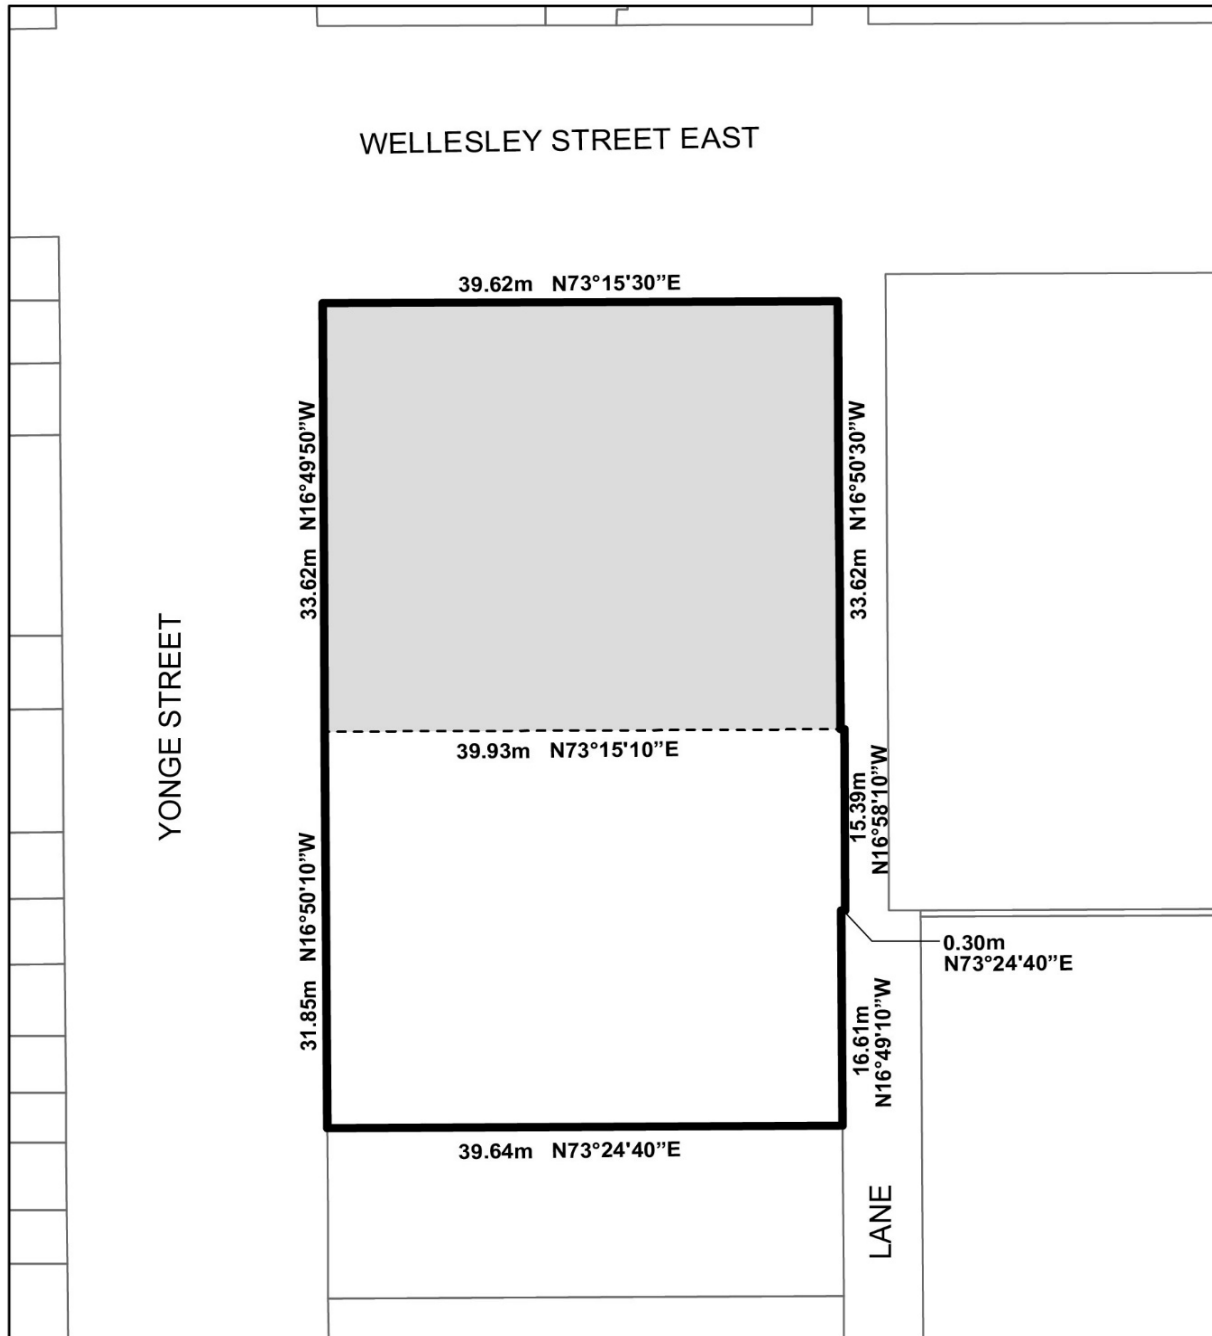 WELLESLEY STREET EAST
39.62m N73°15'30”E
33.62m N16°49'50”W
33.62m N16°50'30”W
YONGE STREET
39.93m N73°15'10”E
15.39m
N16°58'10”W
31.85m N16°50'10”W
0.30m
N73°24'40”E
16.61m
N16°49'10”W
39.64m N73°24'40”E
LANE